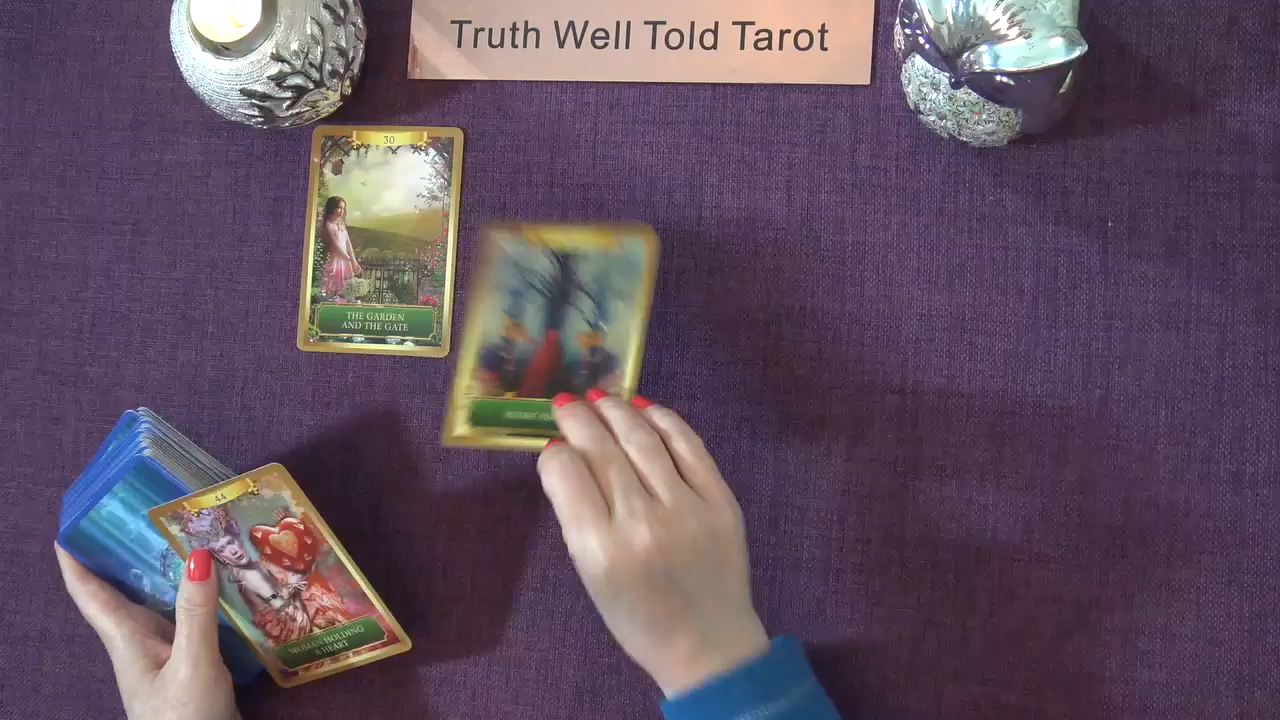 Truth Well Told Tarot
30
THE GARDEN
AND THE GATE
44
WOMAN HOLDING
A HEART